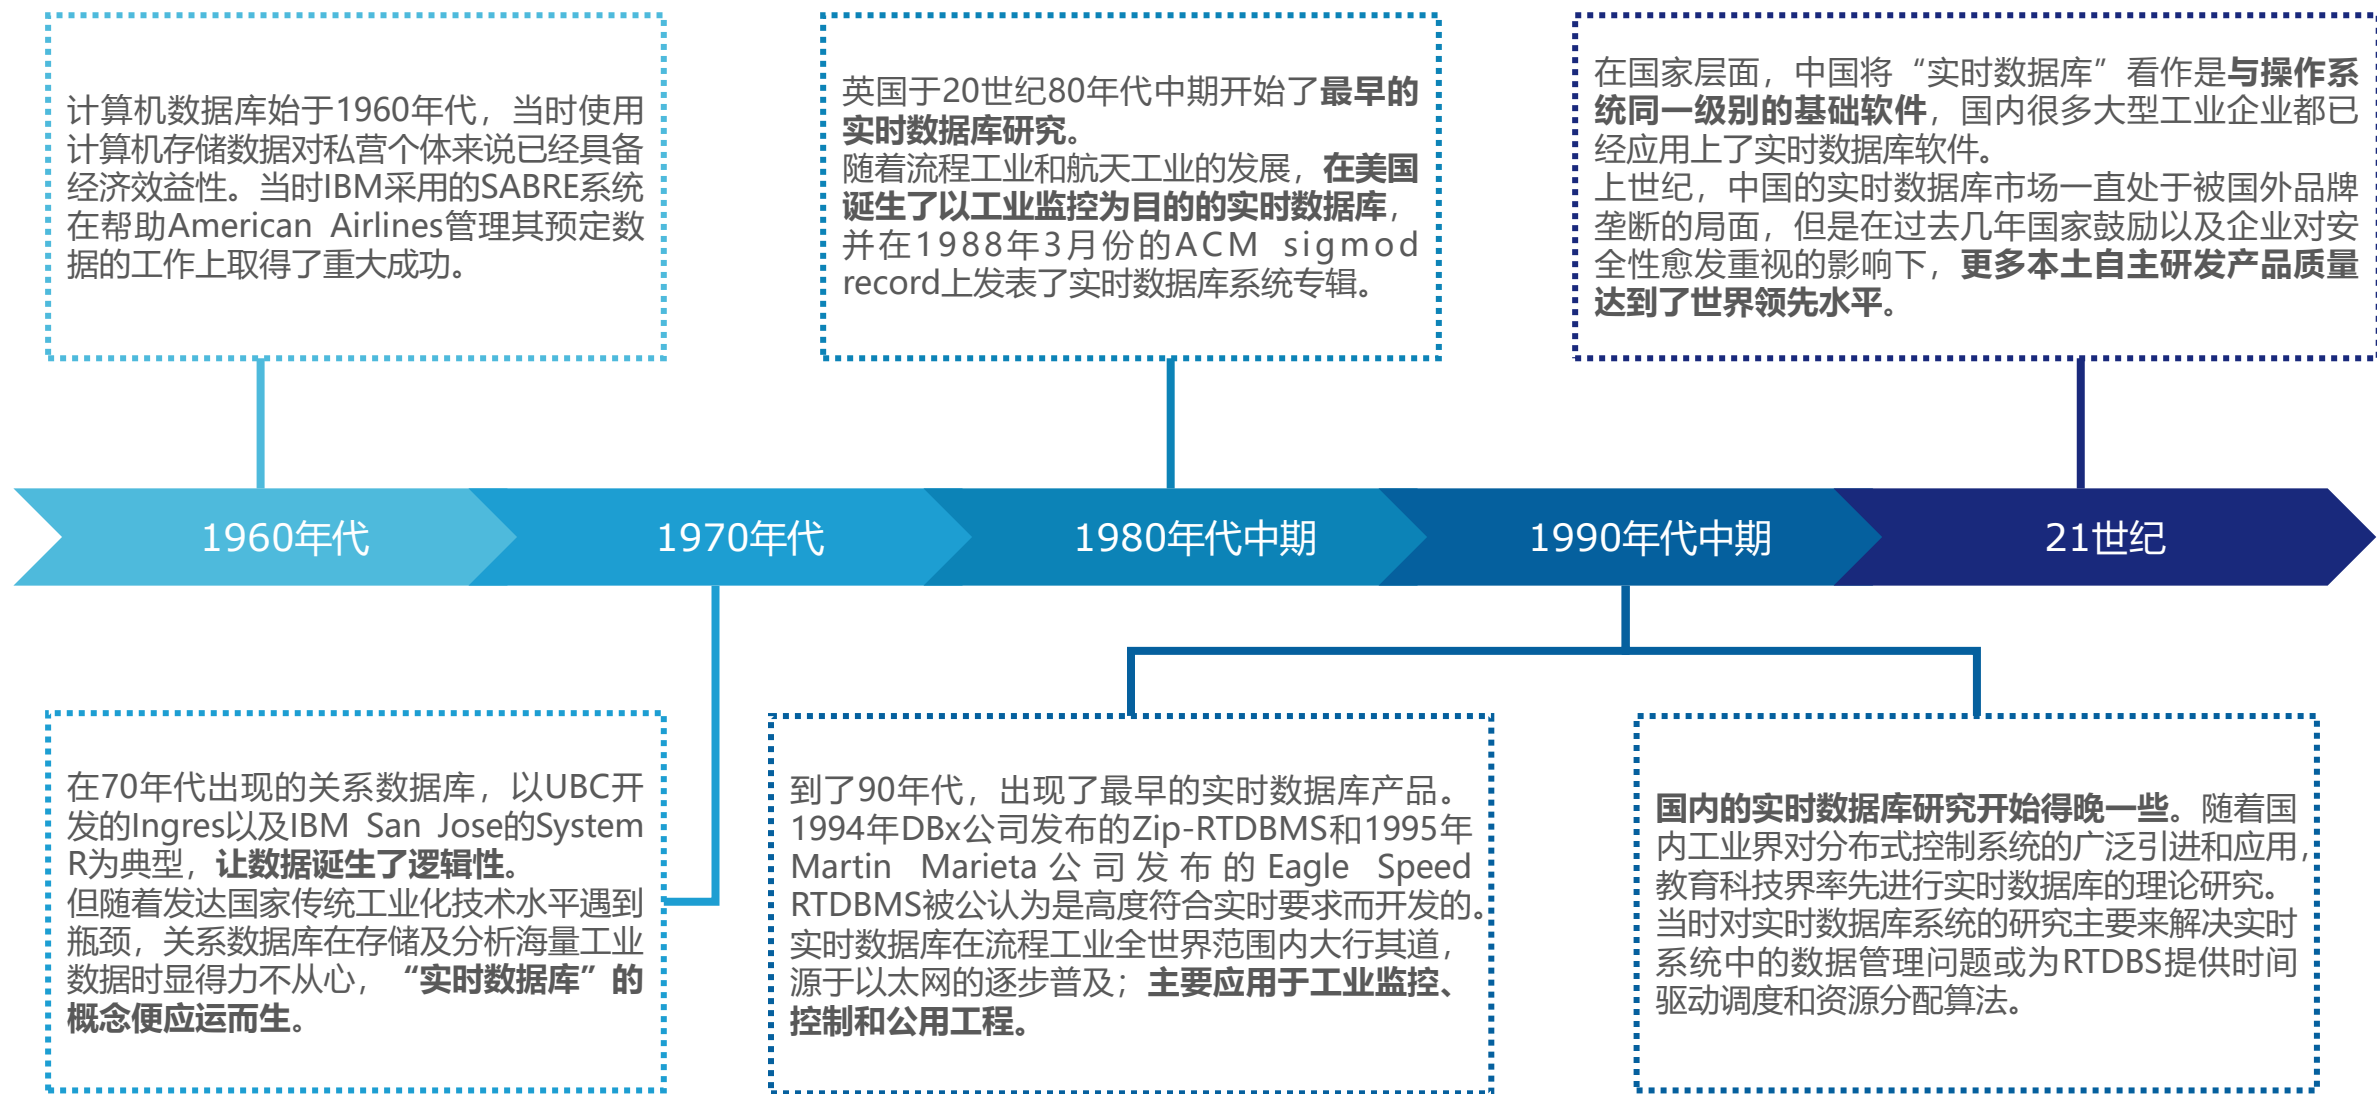 计算机数据库始于1960年代，当时使用
计算机存储数据对私营个体来说已经具备
经济效益性。当时IBM采用的SABRE系统
在帮助American Airlines管理其预定数
据的工作上取得了重大成功。
英国于20世纪80年代中期开始了最早的
实时数据库研究。
随着流程工业和航天工业的发展，在美国
诞生了以工业监控为目的的实时数据库，
并在1988年3月份的ACM sigmod
record上发表了实时数据库系统专辑。
在国家层面，中国将“实时数据库”看作是与操作系
统同一级别的基础软件，国内很多大型工业企业都已
经应用上了实时数据库软件。
上世纪，中国的实时数据库市场一直处于被国外品牌
垄断的局面，但是在过去几年国家鼓励以及企业对安
全性愈发重视的影响下，更多本土自主研发产品质量
达到了世界领先水平。
1960年代
1970年代
1980年代中期
1990年代中期
21世纪
在70年代出现的关系数据库，以UBC开
发的Ingres以及IBM San Jose的System
R为典型，让数据诞生了逻辑性。
但随着发达国家传统工业化技术水平遇到
瓶颈，关系数据库在存储及分析海量工业
数据时显得力不从心，“实时数据库”的
概念便应运而生。
到了90年代，出现了最早的实时数据库产品。
1994年DBx公司发布的Zip-RTDBMS和1995年
Martin Marieta公司发布的Eagle Speed
RTDBMS被公认为是高度符合实时要求而开发的。
实时数据库在流程工业全世界范围内大行其道，
源于以太网的逐步普及；主要应用于工业监控、
控制和公用工程。
国内的实时数据库研究开始得晚一些。随着国
内工业界对分布式控制系统的广泛引进和应用，
教育科技界率先进行实时数据库的理论研究。
当时对实时数据库系统的研究主要来解决实时
系统中的数据管理问题或为RTDBS提供时间
驱动调度和资源分配算法。